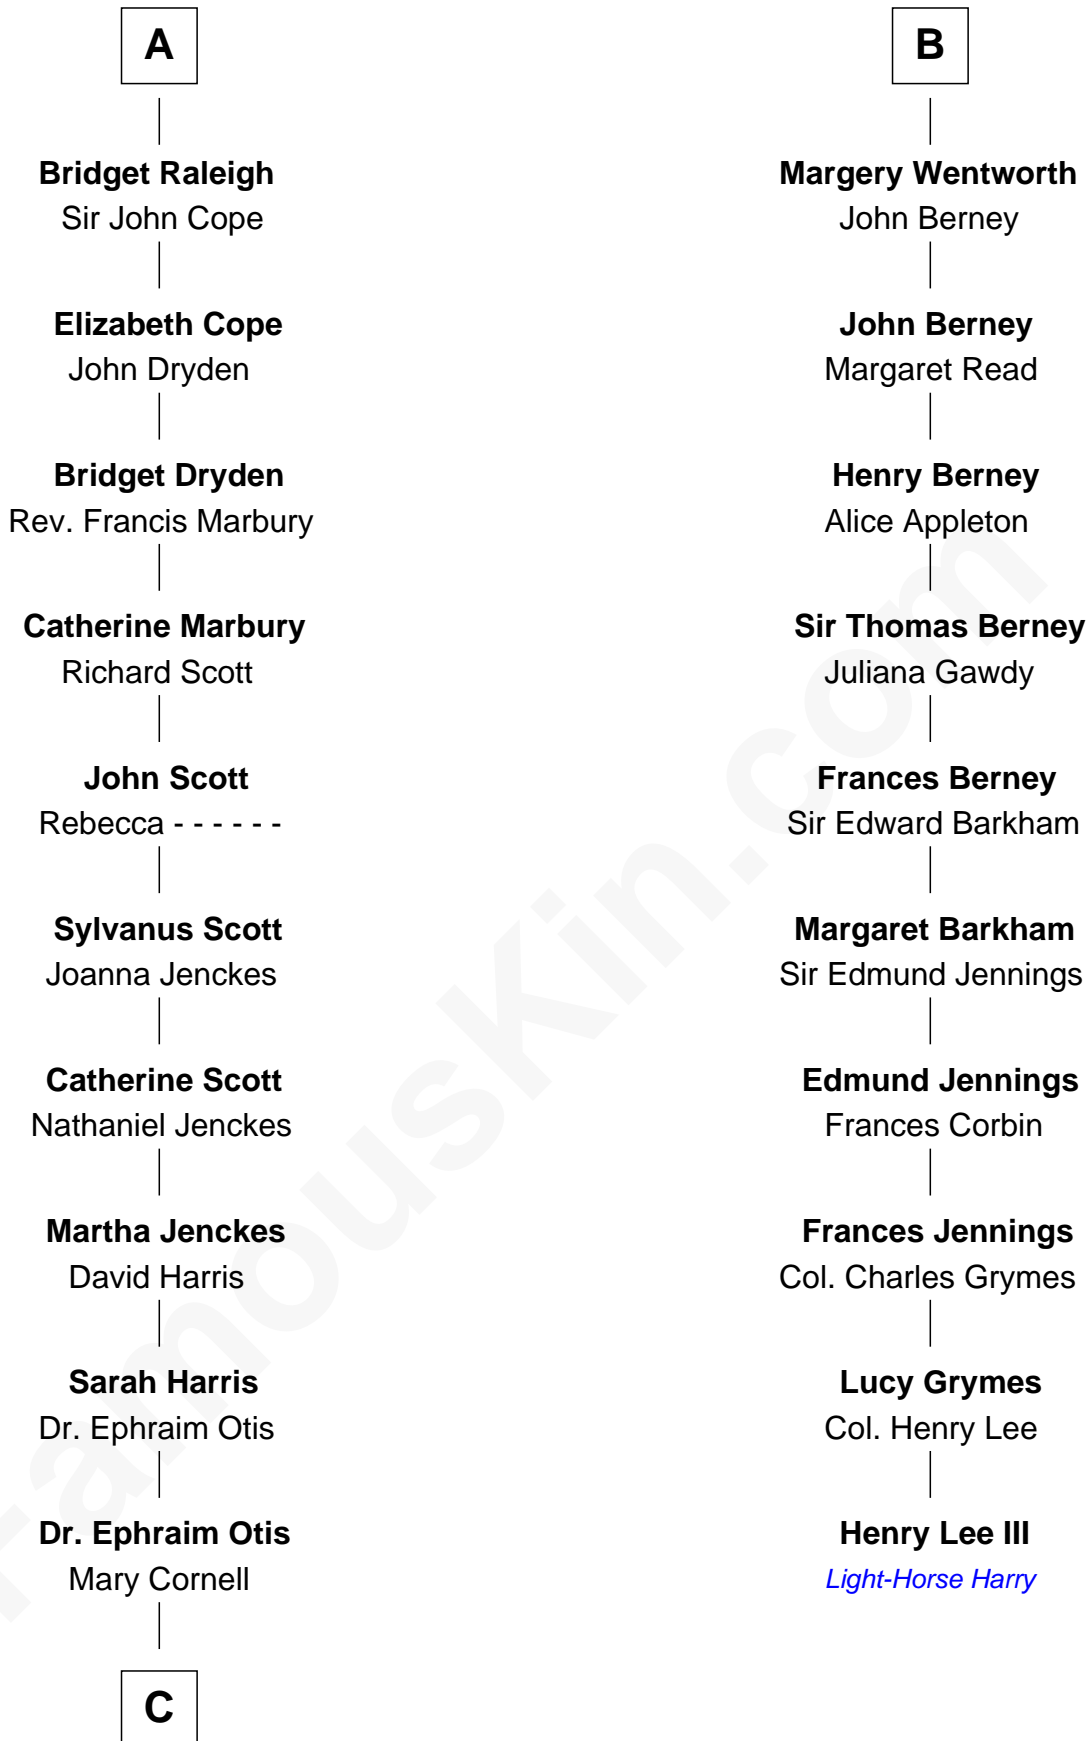 A
Bridget Raleigh
Sir John Cope
Elizabeth Cope
John Dryden
Bridget Dryden
Rev. Francis Marbury
Catherine Marbury
Richard Scott
John Scott
Rebecca - - - - - -
Sylvanus Scott
Joanna Jenckes
Catherine Scott
Nathaniel Jenckes
Martha Jenckes
David Harris
Sarah Harris
Dr. Ephraim Otis
Dr. Ephraim Otis
Mary Cornell
C
B
Margery Wentworth
John Berney
John Berney
Margaret Read
Henry Berney
Alice Appleton
Sir Thomas Berney
Juliana Gawdy
Frances Berney
Sir Edward Barkham
Margaret Barkham
Sir Edmund Jennings
Edmund Jennings
Frances Corbin
Frances Jennings
Col. Charles Grymes
Lucy Grymes
Col. Henry Lee
Henry Lee III
Light-Horse Harry
FamousKin.com